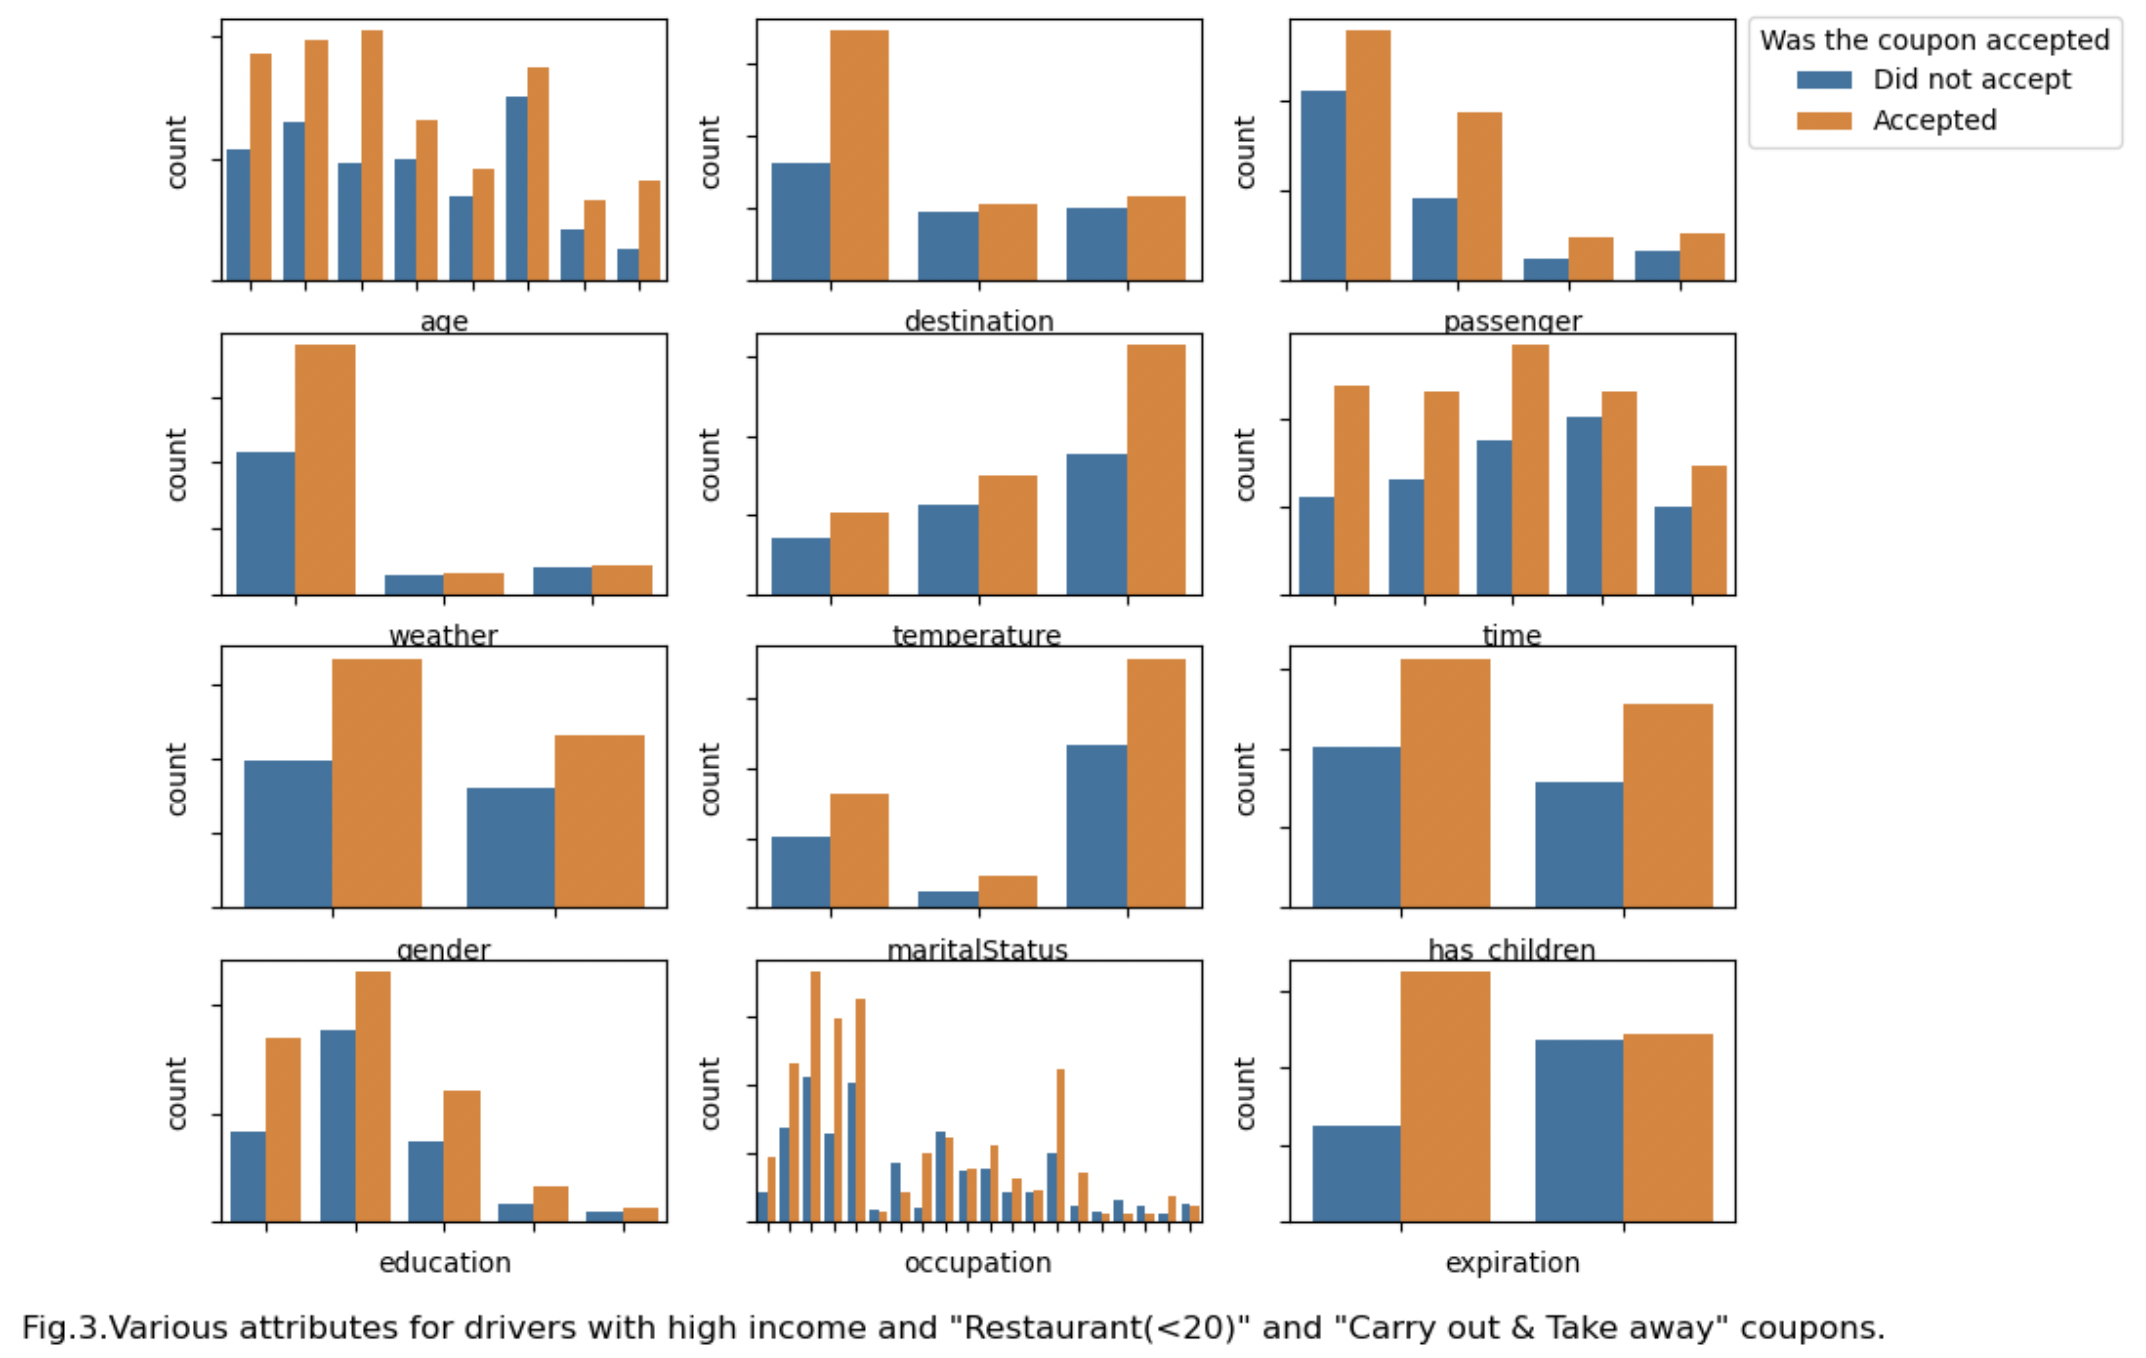 Was the coupon accepted
Did not accept
Accepted
count
count
count
age
destination
passenger
count
count
count
weather
temperature
time
count
count
count
gender
maritalStatus
has_children
count
count
count
education
occupation
expiration
Fig.3.Various attributes for drivers with high income and "Restaurant(<20)" and "Carry out & Take away" coupons.